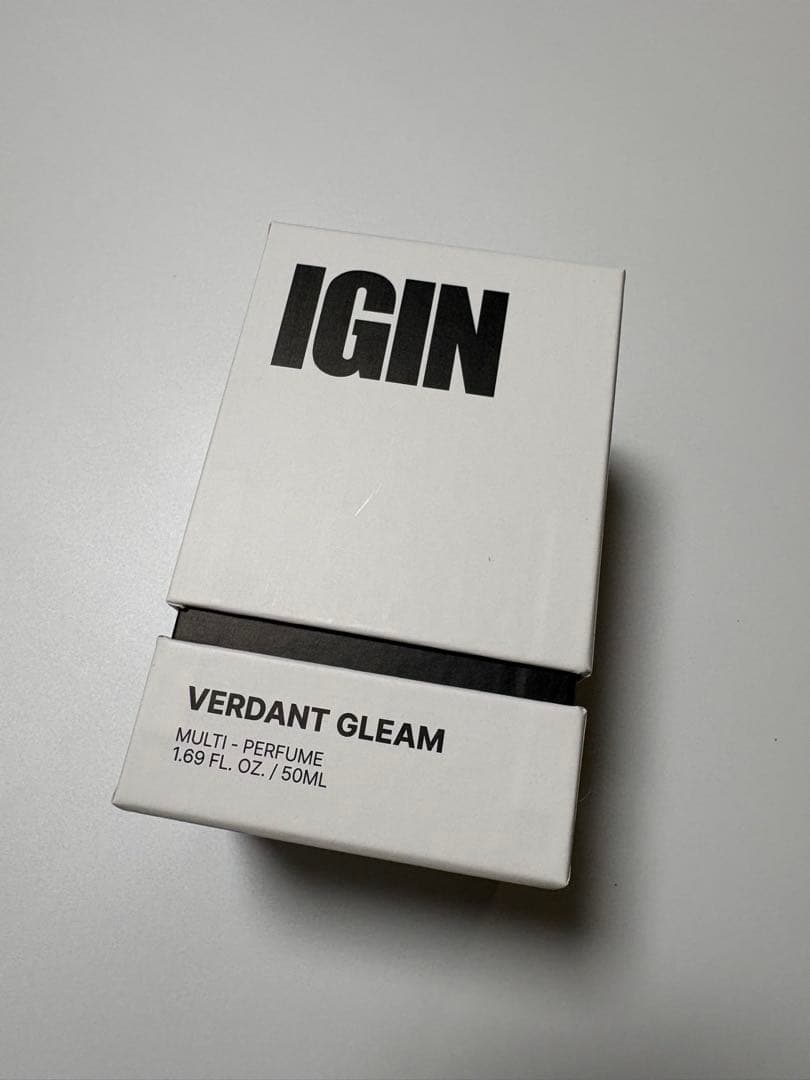 IGIN
VERDANT GLEAM
MULTI - PERFUME
1.69 FL. OZ. / 50ML